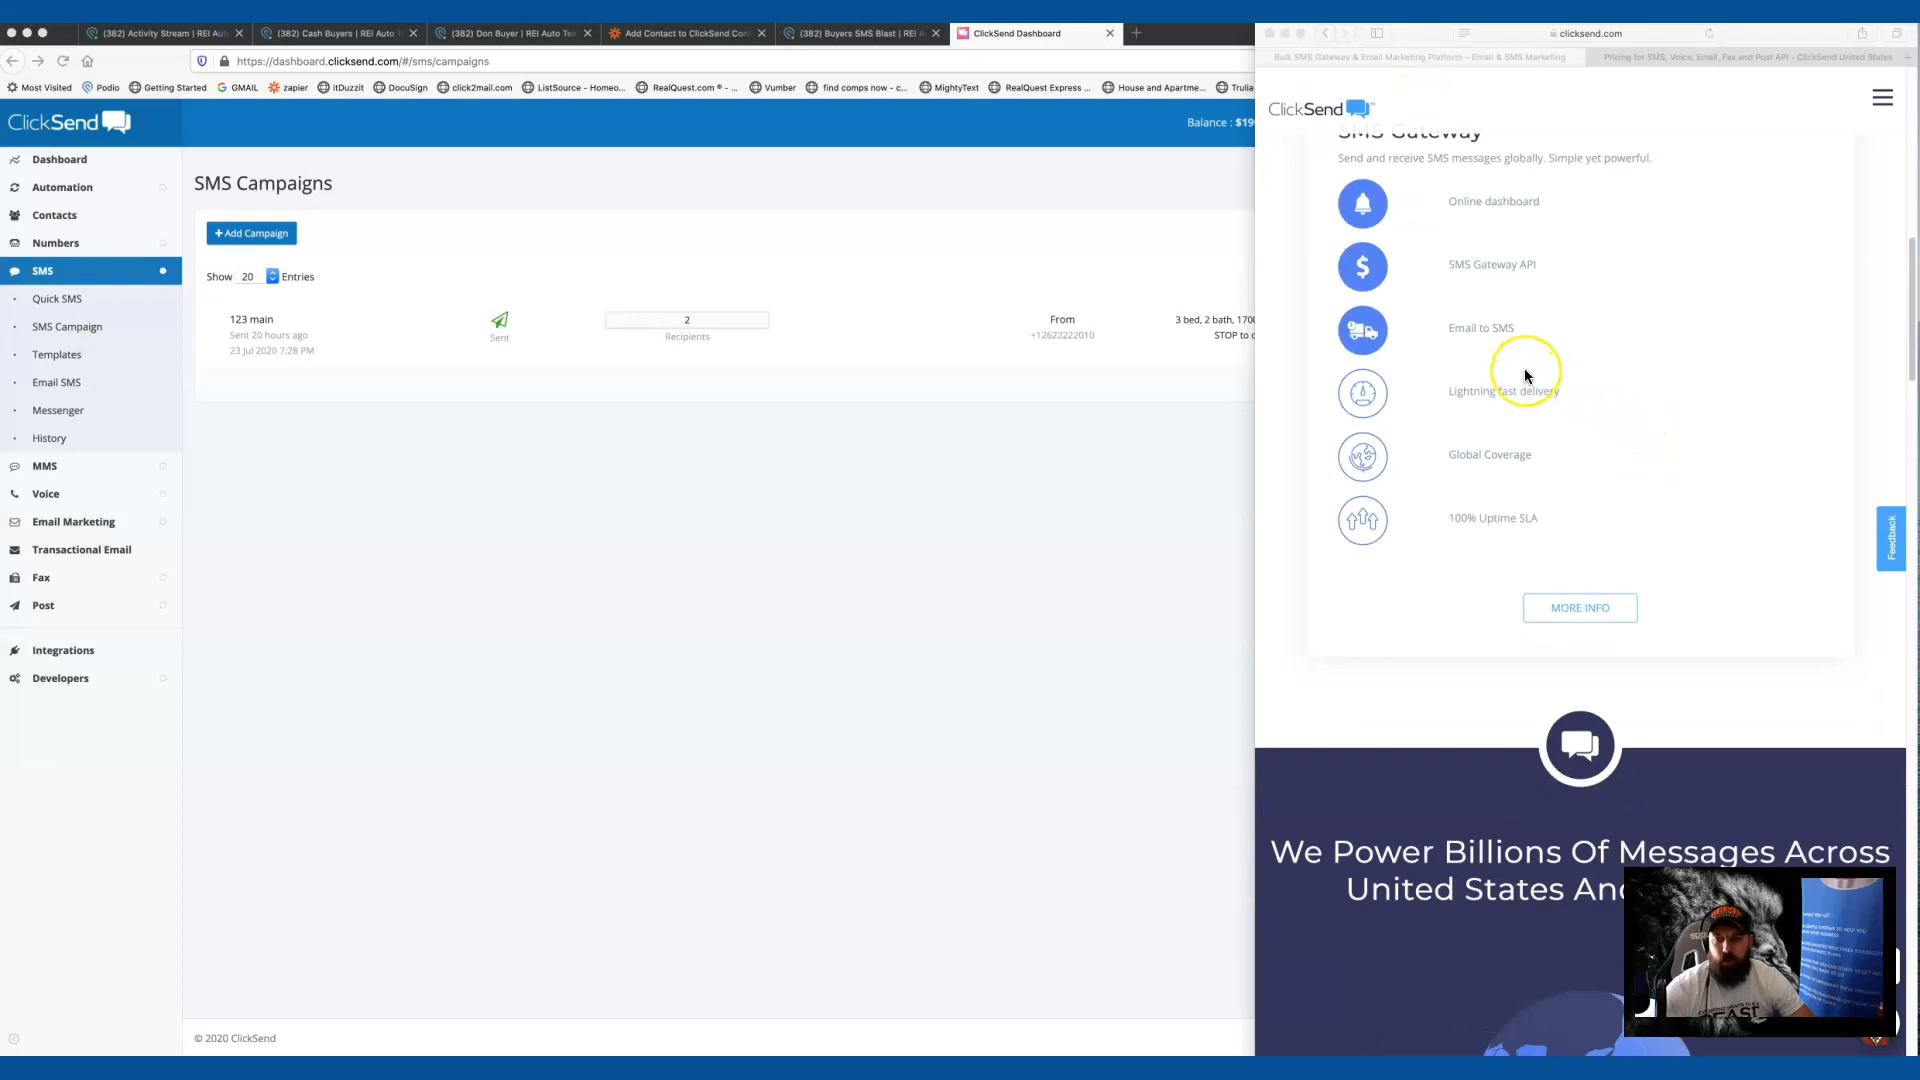 (382) Activity Stream | REI Au
(382) Cash Buyers | REI Auto
(382) Don Buyer | REI Auto Te
Add Contact to ClickSend Con
(382) Buyers SMS Blast | REI A
ClickSend Dashboard
https://dashboard.clicksend.com/#/sms/campaigns
Most Visited
Podio
Getting Started
GMAIL
zapier
itDuzzit
DocuSign
click2mail.com
ListSource - Homeo...
RealQuest.com ® - ...
Vumber
find comps now - c...
MightyText
RealQuest Express ...
House and Apartme...
Trulia
ClickSend
Balance : $19
Dashboard
Automation
Contacts
Numbers
SMS
Quick SMS
SMS Campaign
Templates
Email SMS
Messenger
History
MMS
Voice
Email Marketing
Transactional Email
Fax
Post
Integrations
Developers
SMS Campaigns
+ Add Campaign
Show 20 Entries
123 main
Sent 20 hours ago
23 Jul 2020 7:28 PM
Sent
2
Recipients
From
+12622222010
3 bed, 2 bath, 170
STOP to
© 2020 ClickSend
clicksend.com
Bulk SMS Gateway & Email Marketing Platform – Email & SMS Marketing
Pricing for SMS, Voice, Email, Fax and Post API - ClickSend United States
ClickSend
SMS Gateway
Send and receive SMS messages globally. Simple yet powerful.
Online dashboard
SMS Gateway API
Email to SMS
Lightning fast delivery
Global Coverage
100% Uptime SLA
MORE INFO
Feedback
We Power Billions Of Messages Across
United States An